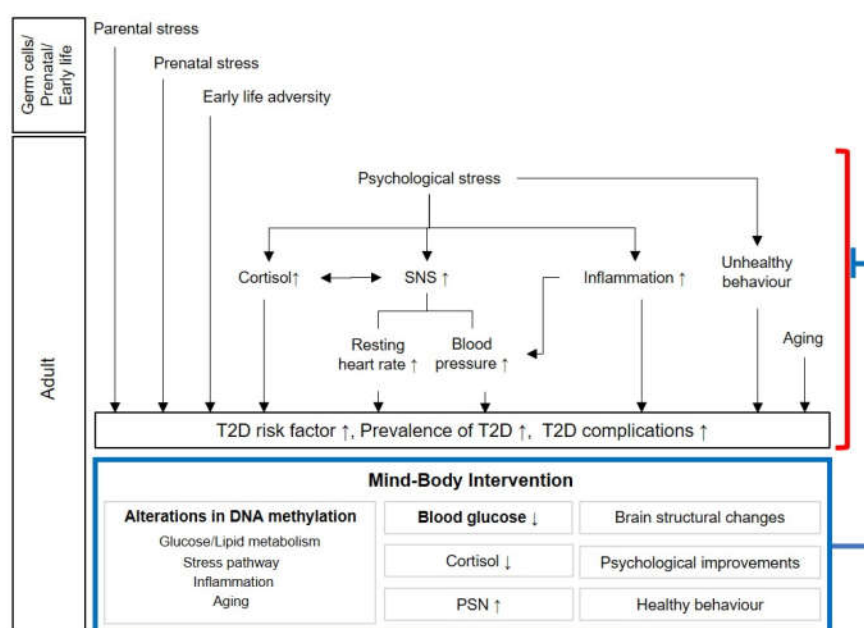 Germ cells/
Prenatal/
Early life
Parental stress
Prenatal stress
Early life adversity
Adult
Psychological stress
Cortisol↑
SNS ↑
Inflammation ↑
Unhealthy
behaviour
Resting
heart rate ↑
Blood
pressure ↑
Aging
T2D risk factor ↑, Prevalence of T2D ↑, T2D complications ↑
Mind-Body Intervention
Alterations in DNA methylation
Glucose/Lipid metabolism
Stress pathway
Inflammation
Aging
Blood glucose ↓
Brain structural changes
Cortisol ↓
Psychological improvements
PSN ↑
Healthy behaviour